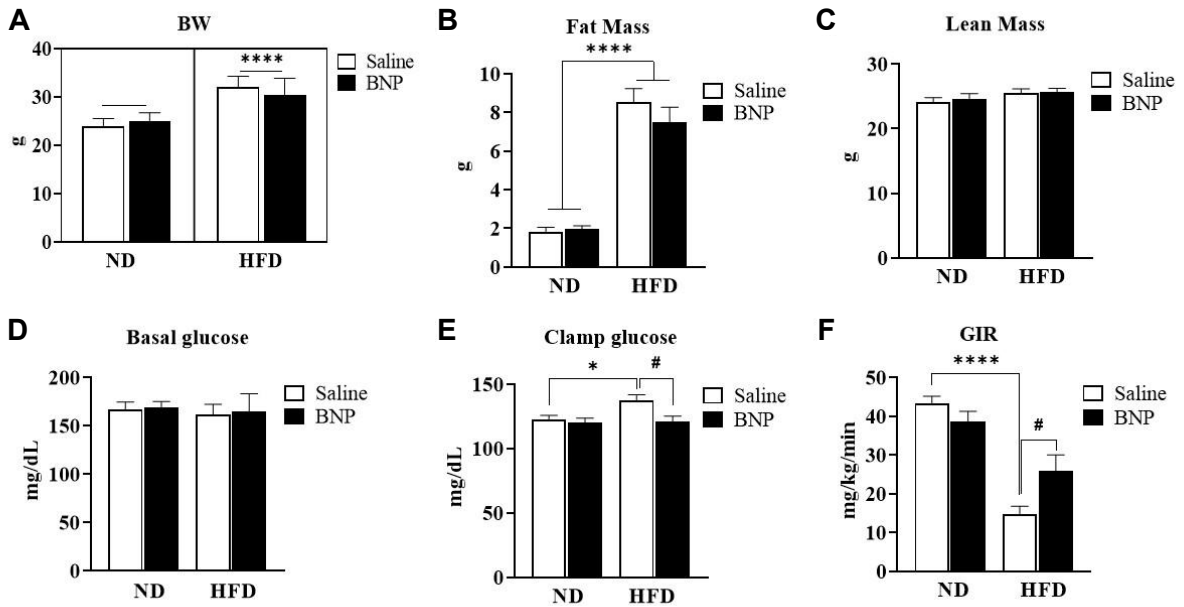 A
BW
****
40
30
20
10
0
g
ND
HFD
Saline
BNP
B
Fat Mass
****
10
8
6
4
2
0
g
ND
HFD
Saline
BNP
C
Lean Mass
30
20
10
0
g
ND
HFD
Saline
BNP
D
Basal glucose
200
150
100
50
0
mg/dL
ND
HFD
Saline
BNP
E
Clamp glucose
*
#
150
100
50
0
mg/dL
ND
HFD
Saline
BNP
F
GIR
****
#
50
40
30
20
10
0
mg/kg/min
ND
HFD
Saline
BNP